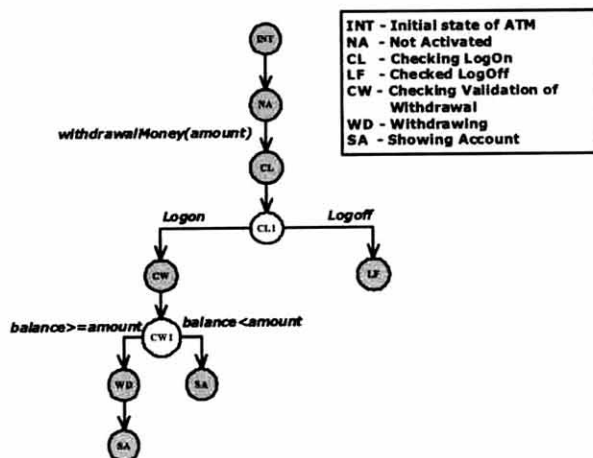 INT
NA
withdrawalMoney(amount)
CL
Logon
CL1
Logoff
CW
LF
balance>=amount
CW1
balance<amount
WD
SA
SA
INT - Initial state of ATM
NA - Not Activated
CL - Checking LogOn
LF - Checked LogOff
CW - Checking Validation of
Withdrawal
WD - Withdrawing
SA - Showing Account